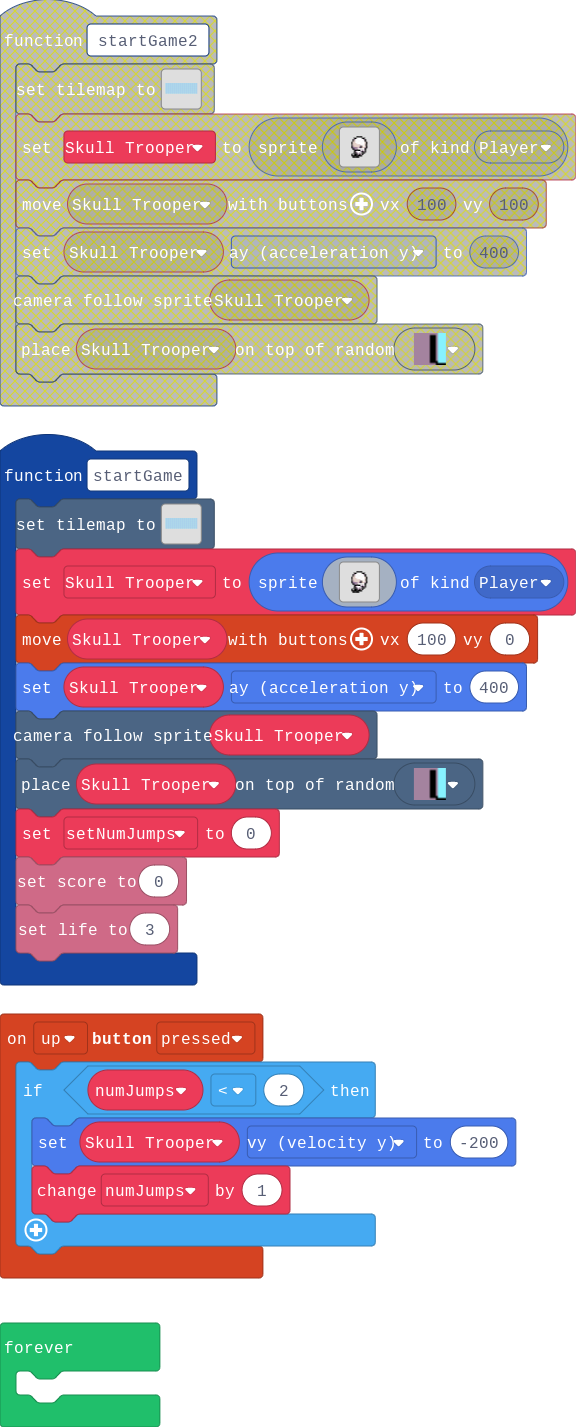 function startGame2
set tilemap to
set Skull Trooper to sprite of kind Player
move Skull Trooper with buttons vx 100 vy 100
set Skull Trooper ay (acceleration y) to 400
camera follow sprite Skull Trooper
place Skull Trooper on top of random
function startGame
set tilemap to
set Skull Trooper to sprite of kind Player
move Skull Trooper with buttons vx 100 vy 0
set Skull Trooper ay (acceleration y) to 400
camera follow sprite Skull Trooper
place Skull Trooper on top of random
set setNumJumps to 0
set score to 0
set life to 3
on up button pressed
if numJumps < 2 then
set Skull Trooper vy (velocity y) to -200
change numJumps by 1
forever